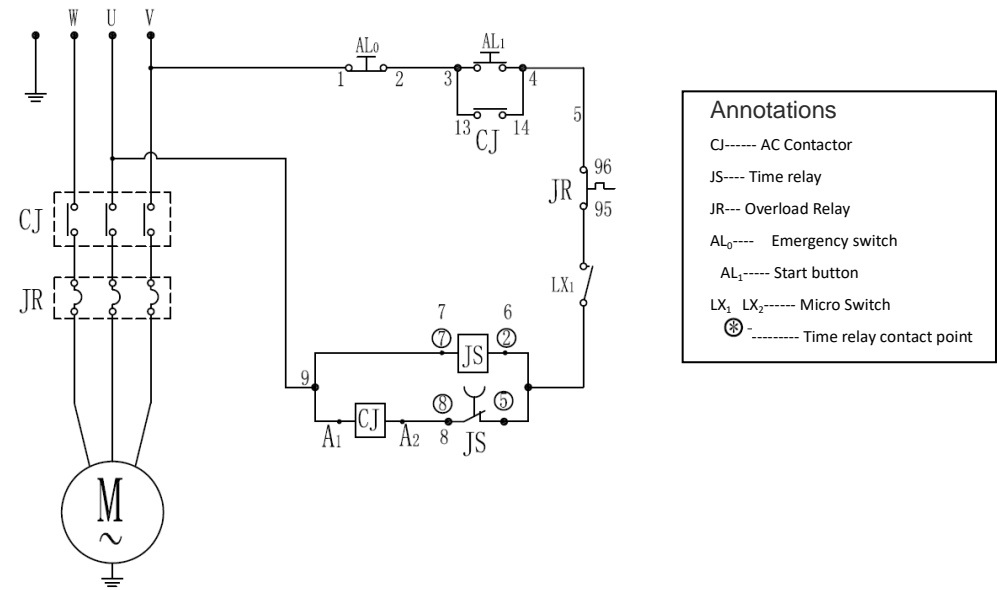 W U V
AL₀
AL₁
1 2 3 4
13 14
CJ
5
96
JR
95
CJ
LX₁
JR
7 6
⑦ ②
JS
9
⑧ ⑤
CJ
A₁ A₂ 8 JS
M
~
Annotations
CJ------ AC Contactor
JS---- Time relay
JR--- Overload Relay
AL₀---- Emergency switch
AL₁----- Start button
LX₁ LX₂------ Micro Switch
⊛ - --------- Time relay contact point